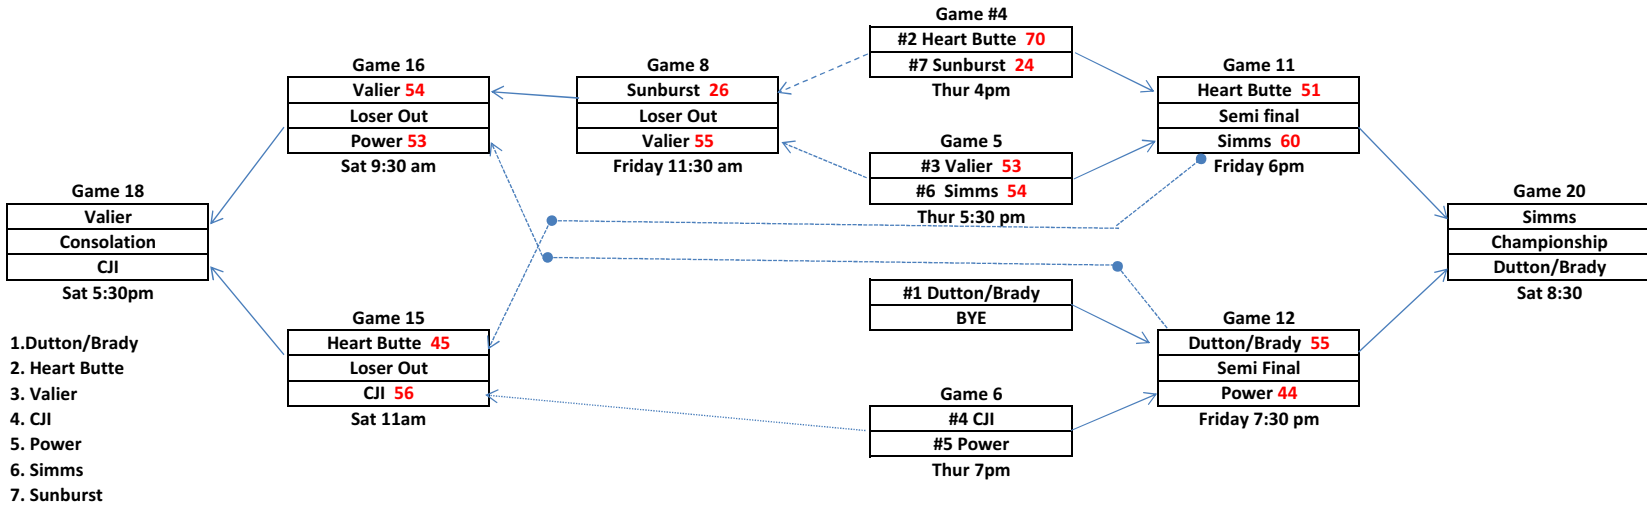 Game #4
#2 Heart Butte 70
#7 Sunburst 24
Thur 4pm
Game 16
Valier 54
Loser Out
Power 53
Sat 9:30 am
Game 8
Sunburst 26
Loser Out
Valier 55
Friday 11:30 am
Game 11
Heart Butte 51
Semi final
Simms 60
Friday 6pm
Game 5
#3 Valier 53
#6 Simms 54
Thur 5:30 pm
Game 18
Valier
Consolation
CJI
Sat 5:30pm
Game 20
Simms
Championship
Dutton/Brady
Sat 8:30
#1 Dutton/Brady
BYE
Game 15
Heart Butte 45
Loser Out
CJI 56
Sat 11am
Game 12
Dutton/Brady 55
Semi Final
Power 44
Friday 7:30 pm
Game 6
#4 CJI
#5 Power
Thur 7pm
1.Dutton/Brady
2. Heart Butte
3. Valier
4. CJI
5. Power
6. Simms
7. Sunburst